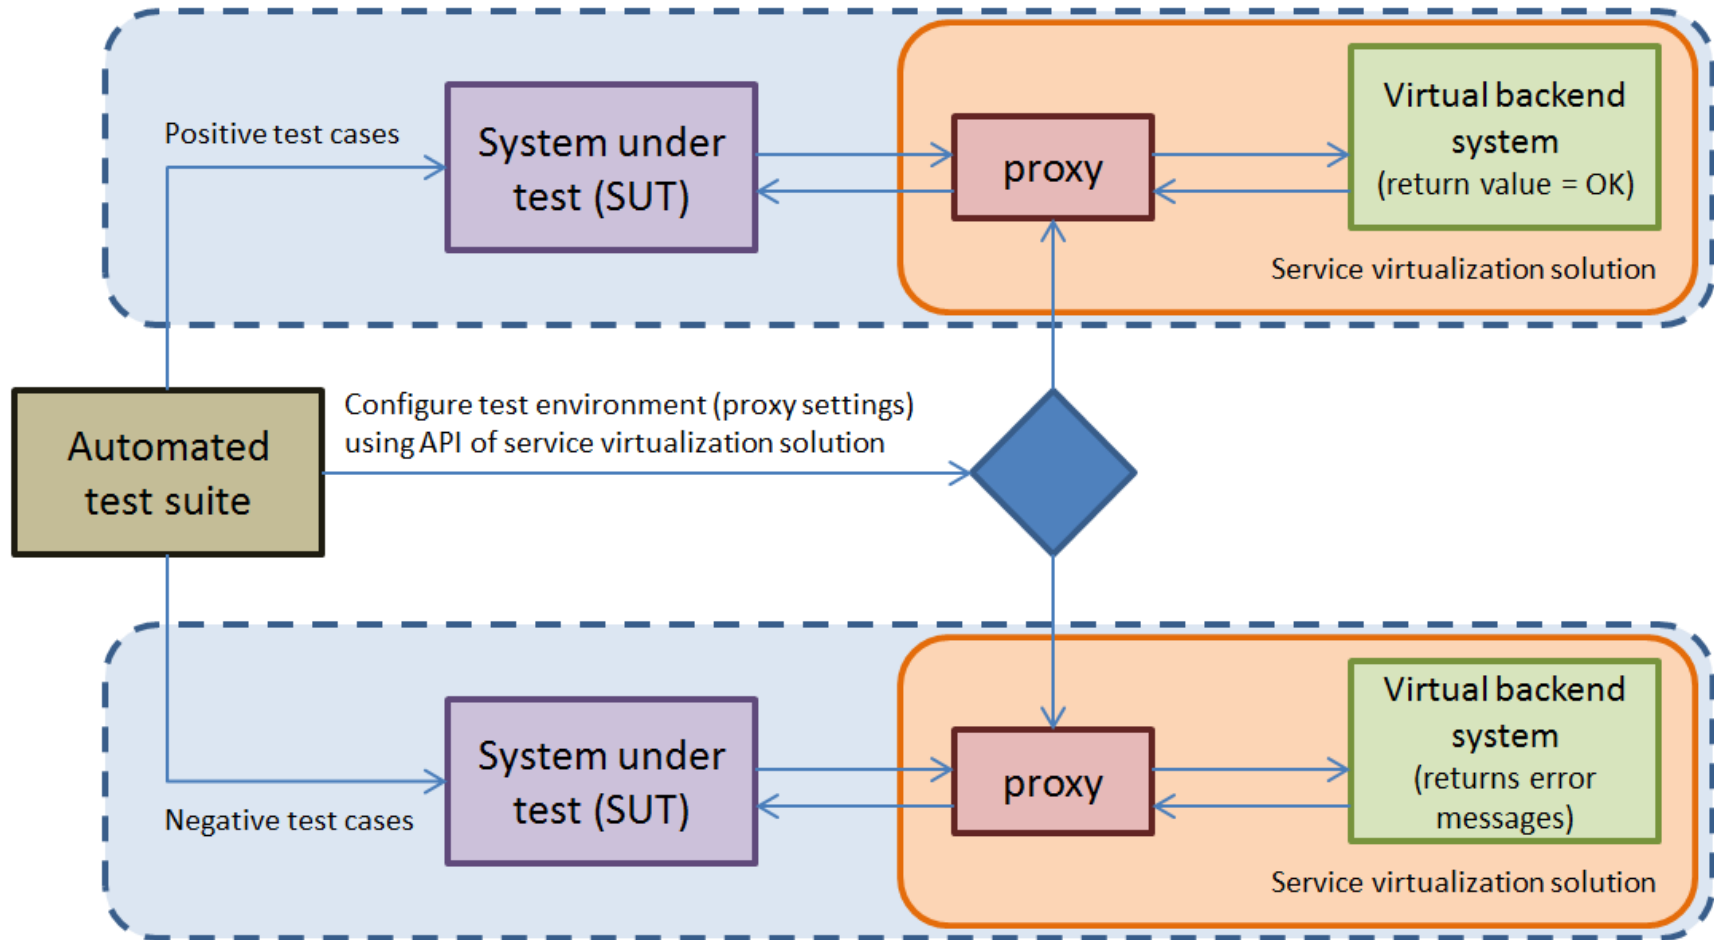 Positive test cases
System under
test (SUT)
proxy
Virtual backend
system
(return value = OK)
Service virtualization solution
Automated
test suite
Configure test environment (proxy settings)
using API of service virtualization solution
Negative test cases
System under
test (SUT)
proxy
Virtual backend
system
(returns error
messages)
Service virtualization solution